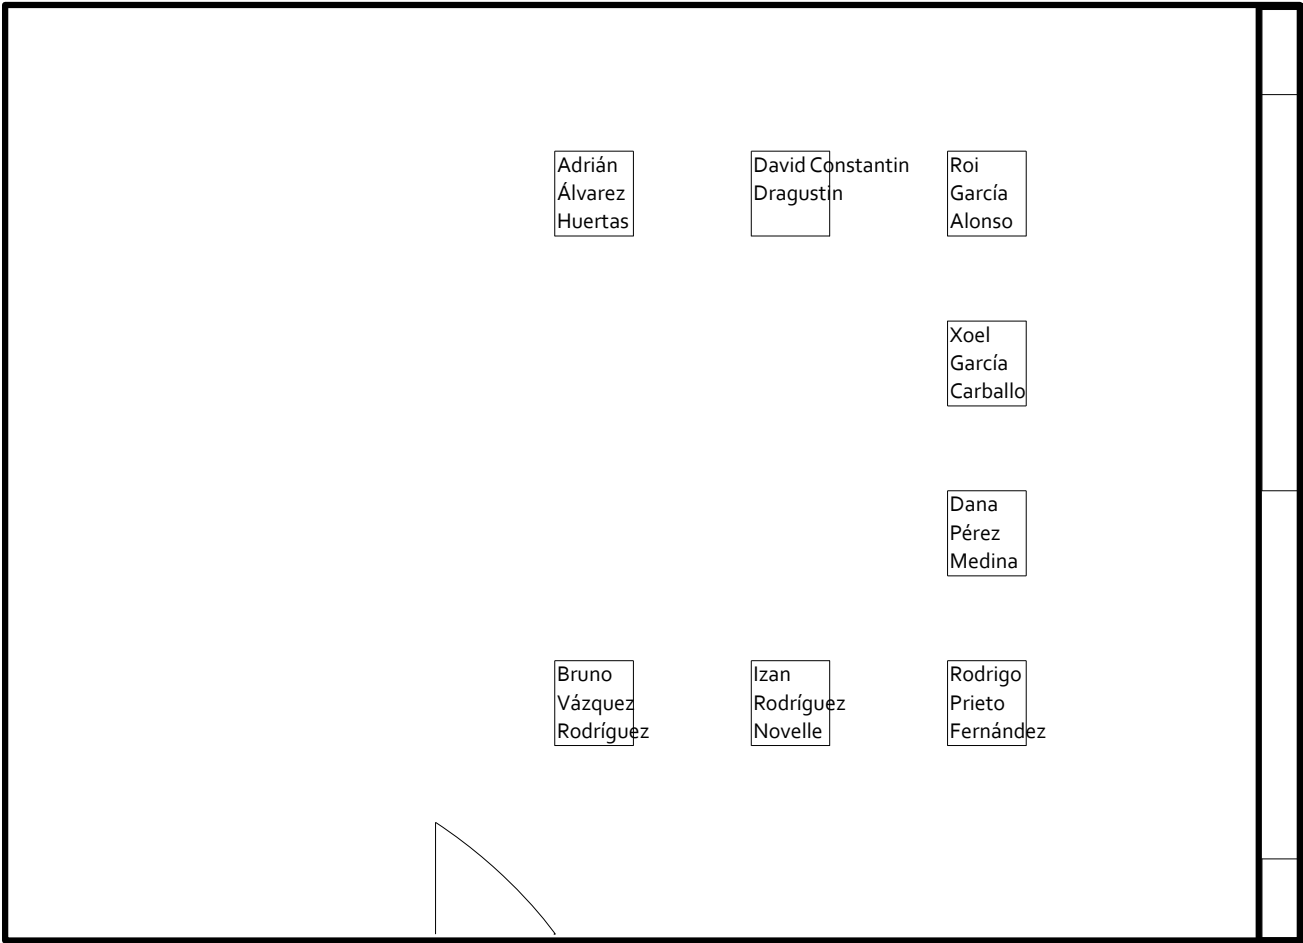 Adrián
Álvarez
Huertas
David Constantin
Dragustin
Roi
García
Alonso
Xoel
García
Carballo
Dana
Pérez
Medina
Bruno
Vázquez
Rodríguez
Izan
Rodríguez
Novelle
Rodrigo
Prieto
Fernández